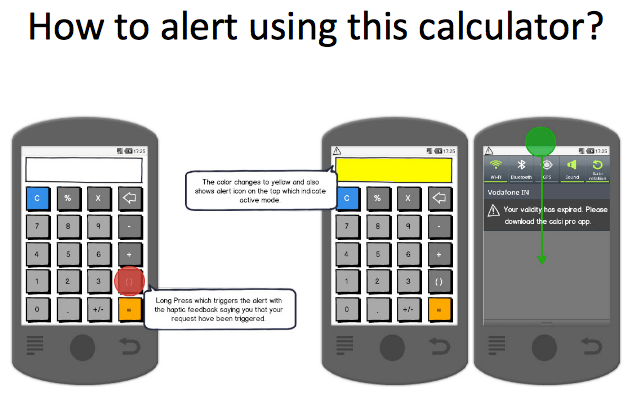 How to alert using this calculator?
17:25
C % X
7 8 9 -
4 5 6 +
1 2 3 ( )
0 . +/- =
Long Press which triggers the alert with
the haptic feedback saying you that your
request have been triggered.
17:25
The color changes to yellow and also
shows alert icon on the top which indicate
active mode
C % X
7 8 9 -
4 5 6 +
1 2 3 ( )
0 . +/- =
17:25
Wi-Fi Bluetooth GPS Sound Auto-
rotation
Vodafone IN
Your validity has expired. Please
download the calci pro app.